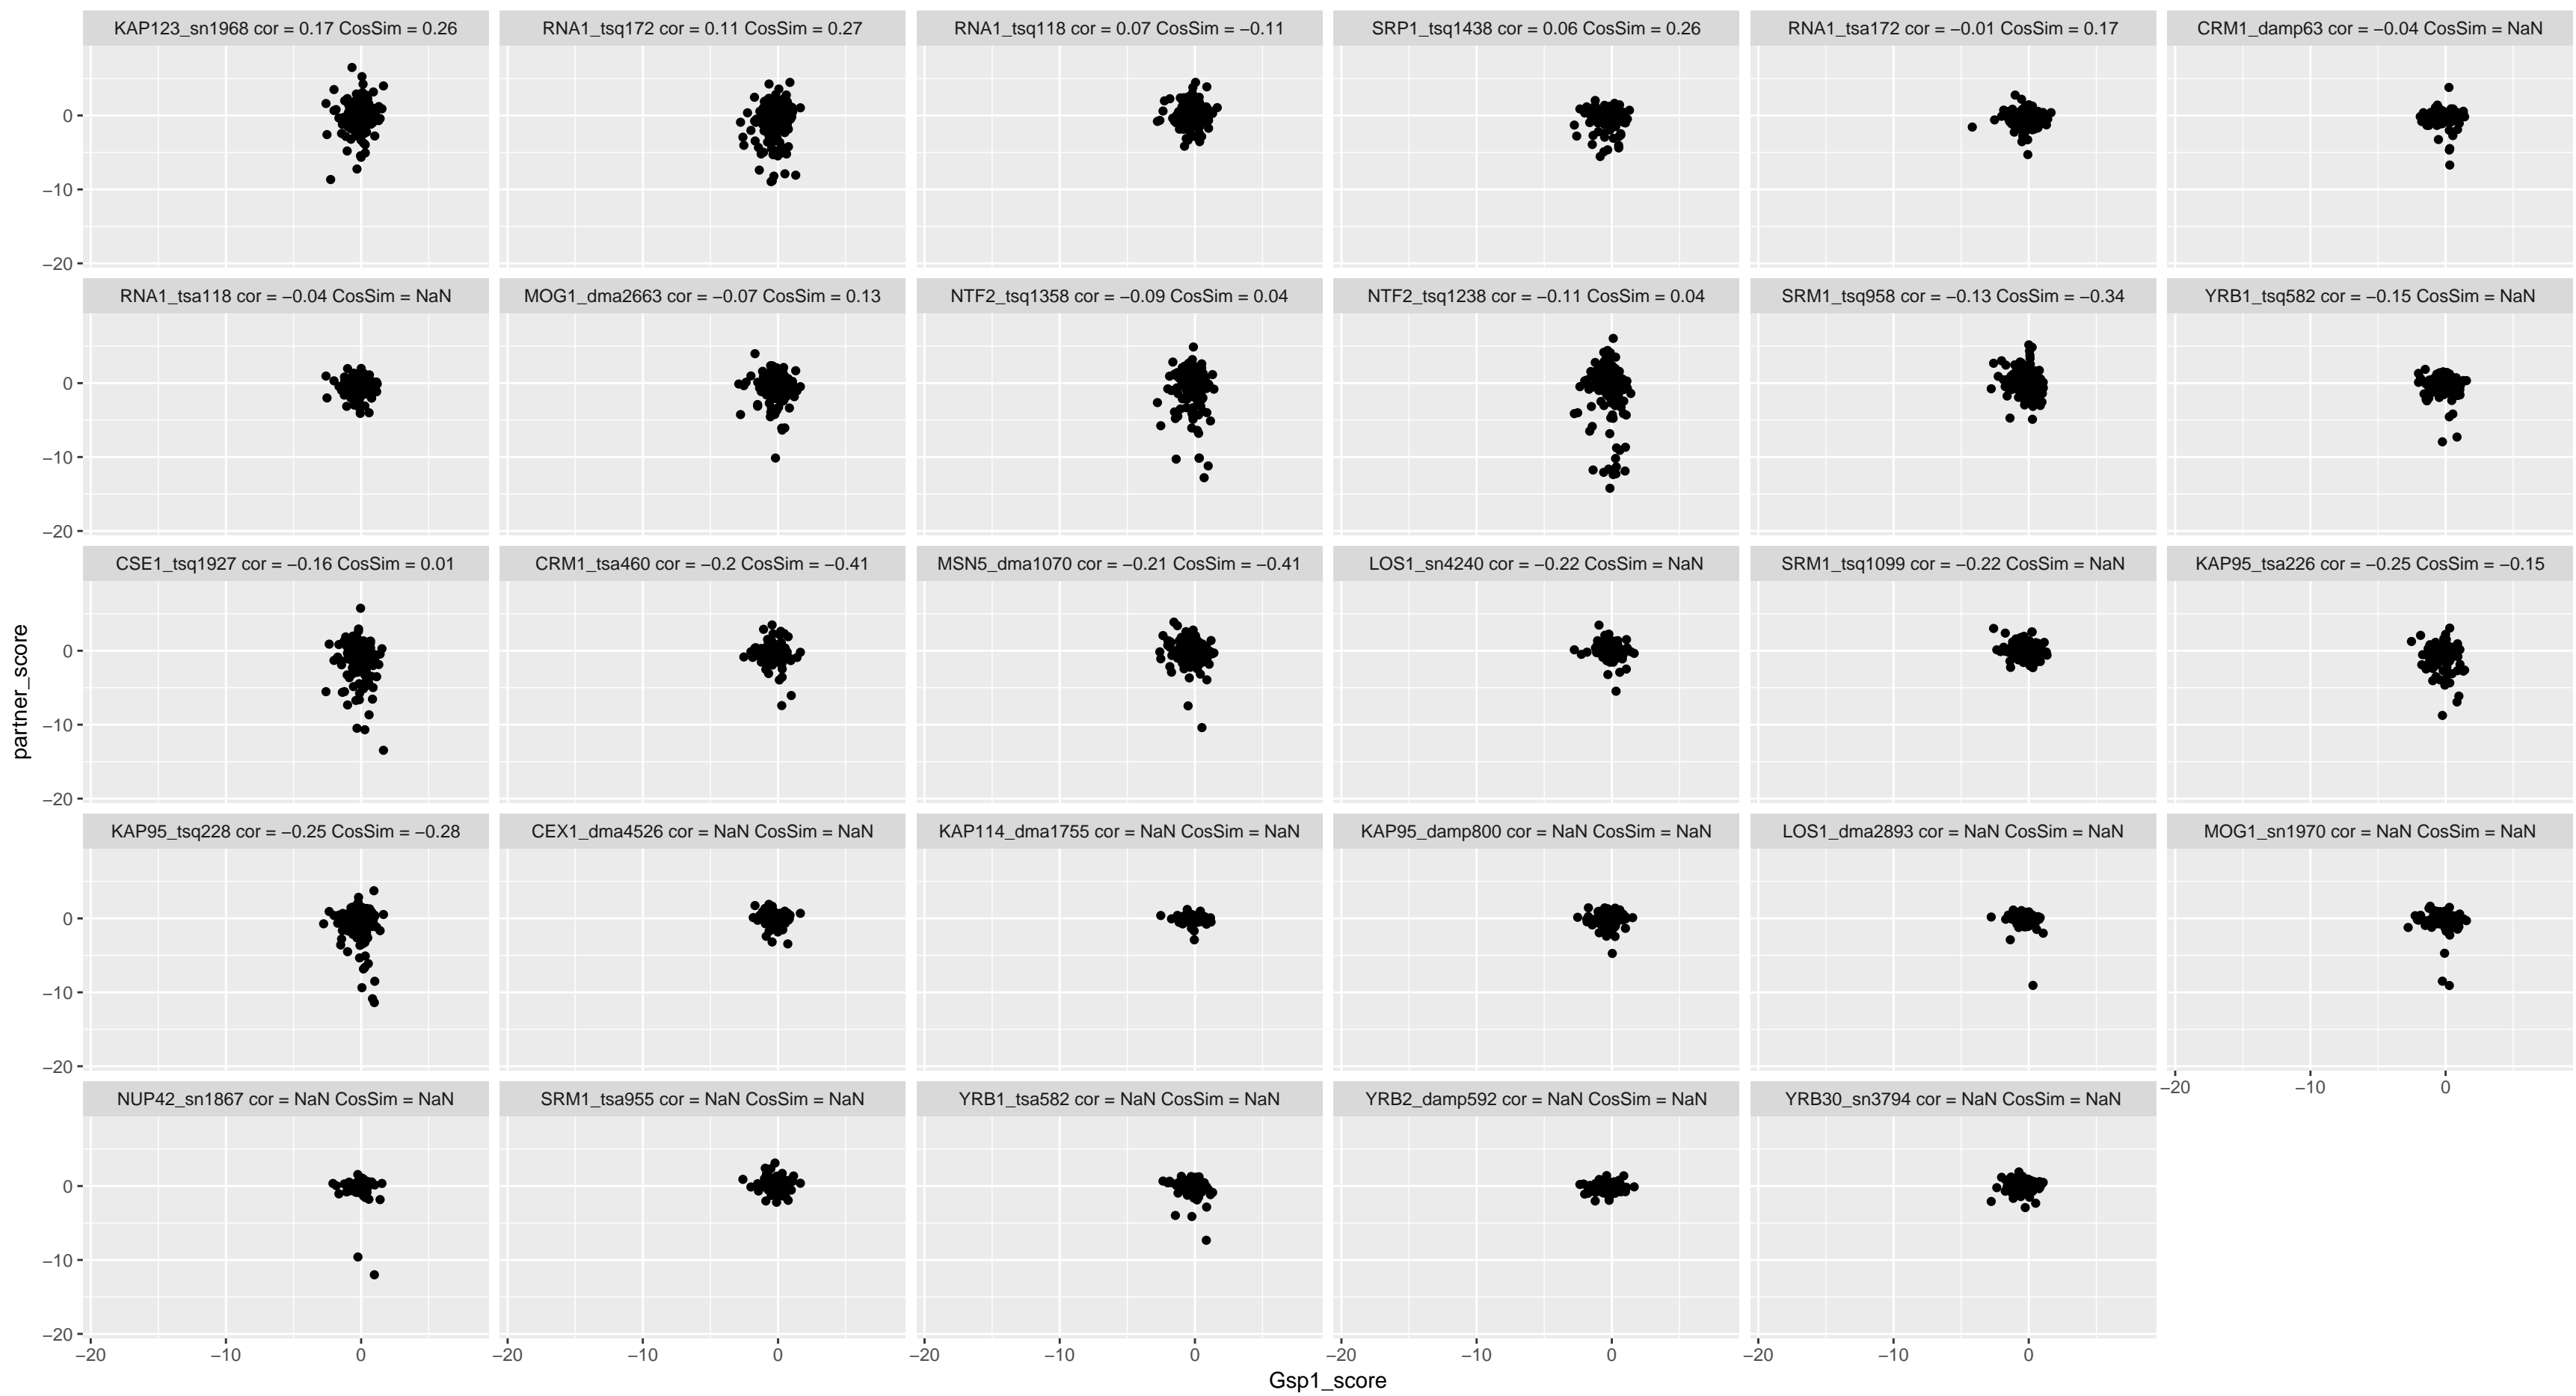 KAP123_sn1968 cor = 0.17 CosSim = 0.26
RNA1_tsq172 cor = 0.11 CosSim = 0.27
RNA1_tsq118 cor = 0.07 CosSim = −0.11
SRP1_tsq1438 cor = 0.06 CosSim = 0.26
RNA1_tsa172 cor = −0.01 CosSim = 0.17
CRM1_damp63 cor = −0.04 CosSim = NaN
0
−10
−20
RNA1_tsa118 cor = −0.04 CosSim = NaN
MOG1_dma2663 cor = −0.07 CosSim = 0.13
NTF2_tsq1358 cor = −0.09 CosSim = 0.04
NTF2_tsq1238 cor = −0.11 CosSim = 0.04
SRM1_tsq958 cor = −0.13 CosSim = −0.34
YRB1_tsq582 cor = −0.15 CosSim = NaN
0
−10
−20
CSE1_tsq1927 cor = −0.16 CosSim = 0.01
CRM1_tsa460 cor = −0.2 CosSim = −0.41
MSN5_dma1070 cor = −0.21 CosSim = −0.41
LOS1_sn4240 cor = −0.22 CosSim = NaN
SRM1_tsq1099 cor = −0.22 CosSim = NaN
KAP95_tsa226 cor = −0.25 CosSim = −0.15
0
−10
−20
partner_score
KAP95_tsq228 cor = −0.25 CosSim = −0.28
CEX1_dma4526 cor = NaN CosSim = NaN
KAP114_dma1755 cor = NaN CosSim = NaN
KAP95_damp800 cor = NaN CosSim = NaN
LOS1_dma2893 cor = NaN CosSim = NaN
MOG1_sn1970 cor = NaN CosSim = NaN
0
−10
−20
−20 −10 0
NUP42_sn1867 cor = NaN CosSim = NaN
SRM1_tsa955 cor = NaN CosSim = NaN
YRB1_tsa582 cor = NaN CosSim = NaN
YRB2_damp592 cor = NaN CosSim = NaN
YRB30_sn3794 cor = NaN CosSim = NaN
0
−10
−20
−20 −10 0
−20 −10 0
−20 −10 0
−20 −10 0
−20 −10 0
Gsp1_score